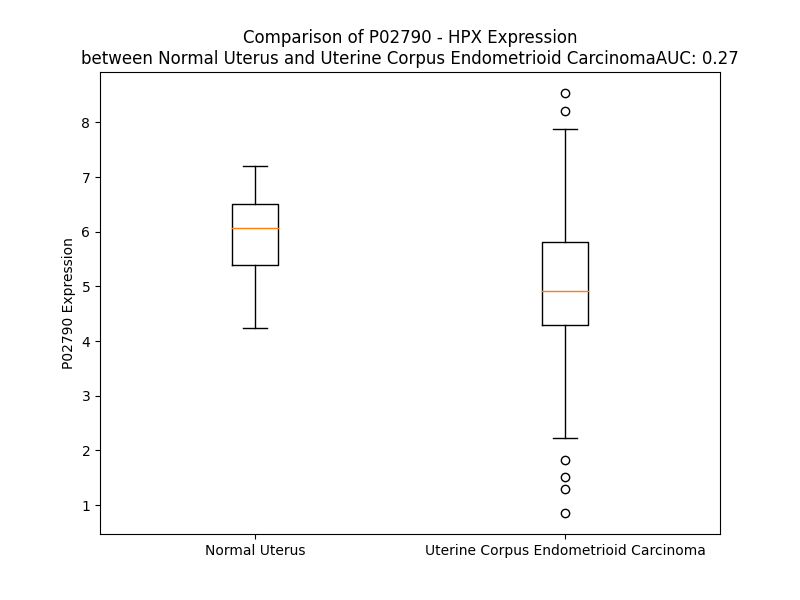 Comparison of P02790 - HPX Expression
between Normal Uterus and Uterine Corpus Endometrioid CarcinomaAUC: 0.27
8
7
6
5
4
3
2
1
P02790 Expression
Normal Uterus
Uterine Corpus Endometrioid Carcinoma